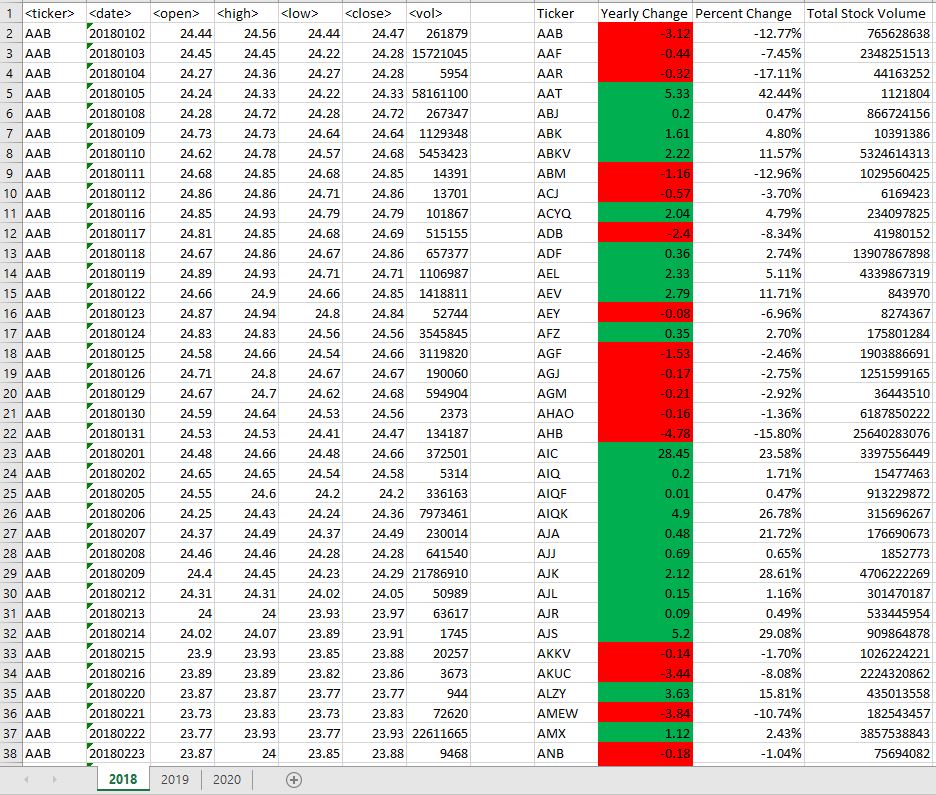 1 <ticker> <date> <open> <high> <low> <close> <vol> Ticker Yearly Change Percent Change Total Stock Volume
2 AAB 20180102 24.44 24.56 24.44 24.47 261879 AAB -3.12 -12.77% 765628638
3 AAB 20180103 24.45 24.45 24.22 24.28 15721045 AAF -0.44 -7.45% 2348251513
4 AAB 20180104 24.27 24.36 24.27 24.28 5954 AAR -0.32 -17.11% 44163252
5 AAB 20180105 24.24 24.33 24.22 24.33 58161100 AAT 5.33 42.44% 1121804
6 AAB 20180108 24.28 24.72 24.28 24.72 267347 ABJ 0.2 0.47% 866724156
7 AAB 20180109 24.73 24.73 24.64 24.64 1129348 ABK 1.61 4.80% 10391386
8 AAB 20180110 24.62 24.78 24.57 24.68 5453423 ABKV 2.22 11.57% 5324614313
9 AAB 20180111 24.68 24.85 24.68 24.85 14391 ABM -1.16 -12.96% 1029560425
10 AAB 20180112 24.86 24.86 24.71 24.86 13701 ACJ -0.57 -3.70% 6169423
11 AAB 20180116 24.85 24.93 24.79 24.79 101867 ACYQ 2.04 4.79% 234097825
12 AAB 20180117 24.81 24.85 24.68 24.69 515155 ADB -2.4 -8.34% 41980152
13 AAB 20180118 24.67 24.86 24.67 24.86 657377 ADF 0.36 2.74% 13907867898
14 AAB 20180119 24.89 24.93 24.71 24.71 1106987 AEL 2.33 5.11% 4339867319
15 AAB 20180122 24.66 24.9 24.66 24.85 1418811 AEV 2.79 11.71% 843970
16 AAB 20180123 24.87 24.94 24.8 24.84 52744 AEY -0.08 -6.96% 8274367
17 AAB 20180124 24.83 24.83 24.56 24.56 3545845 AFZ 0.35 2.70% 175801284
18 AAB 20180125 24.58 24.66 24.54 24.66 3119820 AGF -1.53 -2.46% 1903886691
19 AAB 20180126 24.71 24.8 24.67 24.67 190060 AGJ -0.17 -2.75% 1251599165
20 AAB 20180129 24.67 24.7 24.62 24.68 594904 AGM -0.21 -2.92% 36443510
21 AAB 20180130 24.59 24.64 24.53 24.56 2373 AHAO -0.16 -1.36% 6187850222
22 AAB 20180131 24.53 24.53 24.41 24.47 134187 AHB -4.78 -15.80% 25640283076
23 AAB 20180201 24.48 24.66 24.48 24.66 372501 AIC 28.45 23.58% 3397556449
24 AAB 20180202 24.65 24.65 24.54 24.58 5314 AIQ 0.2 1.71% 15477463
25 AAB 20180205 24.55 24.6 24.2 24.2 336163 AIQF 0.01 0.47% 913229872
26 AAB 20180206 24.25 24.43 24.24 24.36 7973461 AIQK 4.9 26.78% 315696267
27 AAB 20180207 24.37 24.49 24.37 24.49 230014 AJA 0.48 21.72% 176690673
28 AAB 20180208 24.46 24.46 24.28 24.28 641540 AJJ 0.69 0.65% 1852773
29 AAB 20180209 24.4 24.45 24.23 24.29 21786910 AJK 2.12 28.61% 4706222269
30 AAB 20180212 24.31 24.31 24.02 24.05 50989 AJL 0.15 1.16% 301470187
31 AAB 20180213 24 24 23.93 23.97 63617 AJR 0.09 0.49% 533445954
32 AAB 20180214 24.02 24.07 23.89 23.91 1745 AJS 5.2 29.08% 909864878
33 AAB 20180215 23.9 23.93 23.85 23.88 20257 AKKV -0.14 -1.70% 1026224221
34 AAB 20180216 23.89 23.89 23.82 23.86 3673 AKUC -3.44 -8.08% 2224320862
35 AAB 20180220 23.87 23.87 23.77 23.77 944 ALZY 3.63 15.81% 435013558
36 AAB 20180221 23.73 23.83 23.73 23.83 72620 AMEW -3.84 -10.74% 182543457
37 AAB 20180222 23.77 23.93 23.77 23.93 22611665 AMX 1.12 2.43% 3857538843
38 AAB 20180223 23.87 24 23.85 23.88 9468 ANB -0.18 -1.04% 75694082
2018 2019 2020